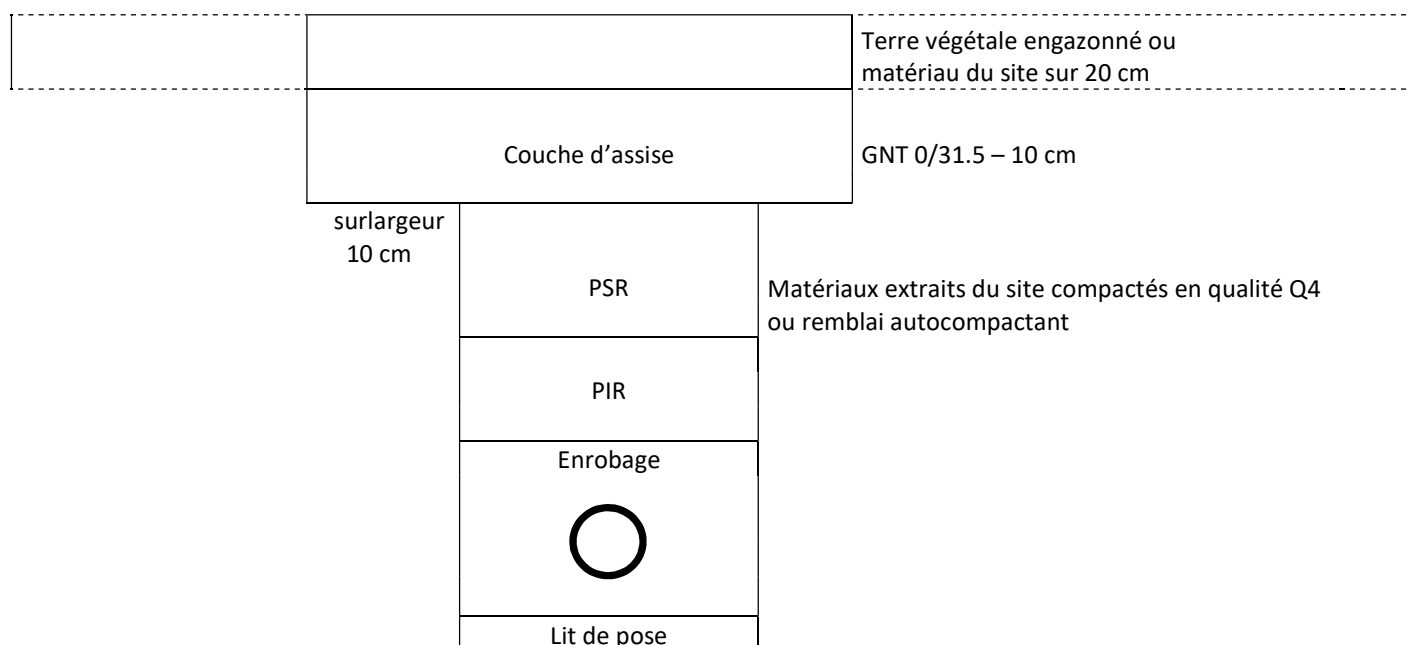 Terre végétale engazonné ou
matériau du site sur 20 cm
Couche d’assise
GNT 0/31.5 – 10 cm
surlargeur
10 cm
PSR
Matériaux extraits du site compactés en qualité Q4
ou remblai autocompactant
PIR
Enrobage
Lit de pose